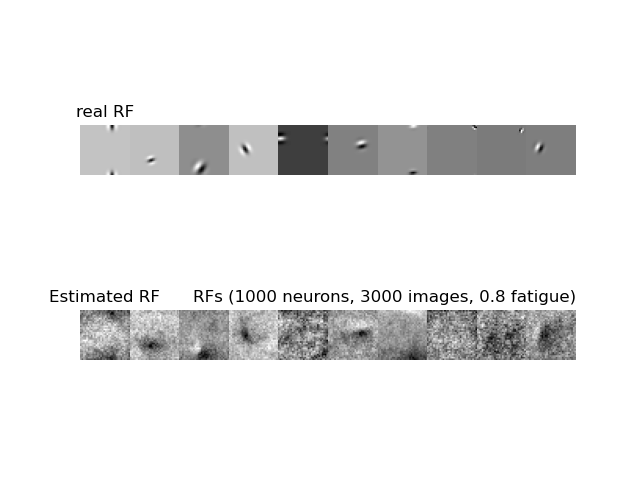 real RF
Estimated RF
RFs (1000 neurons, 3000 images, 0.8 fatigue)